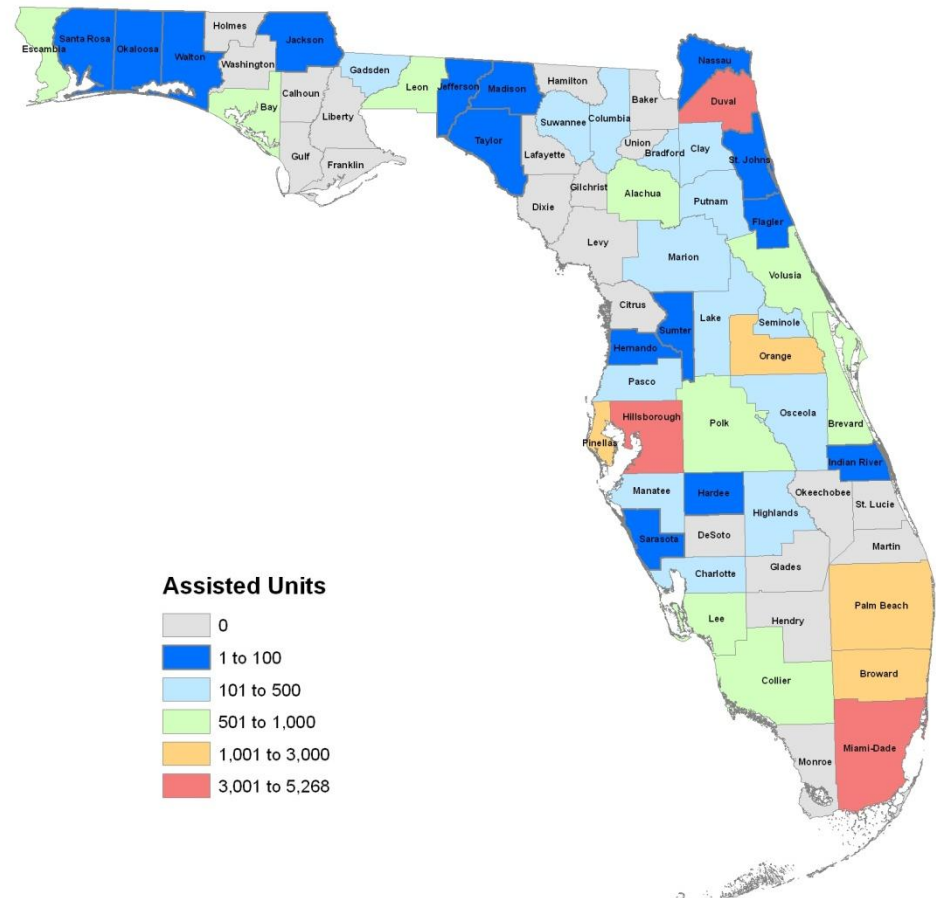 Holmes
Santa Rosa
Okaloosa
Jackson
Escambia
Walton
Washington
Gadsden
Nassau
Hamilton
Leon
Jefferson
Madison
Calhoun
Bay
Liberty
Baker
Duval
Suwannee
Columbia
Taylor
Union
Bradford
Clay
Lafayette
Gulf
Franklin
St. Johns
Gilchrist
Alachua
Putnam
Dixie
Flagler
Levy
Marion
Volusia
Citrus
Lake
Seminole
Sumter
Hernando
Orange
Pasco
Osceola
Hillsborough
Polk
Brevard
Pinellas
Indian River
Manatee
Hardee
Okeechobee
St. Lucie
Highlands
Sarasota
DeSoto
Martin
Glades
Charlotte
Palm Beach
Lee
Hendry
Collier
Broward
Miami-Dade
Monroe
Assisted Units
0
1 to 100
101 to 500
501 to 1,000
1,001 to 3,000
3,001 to 5,268